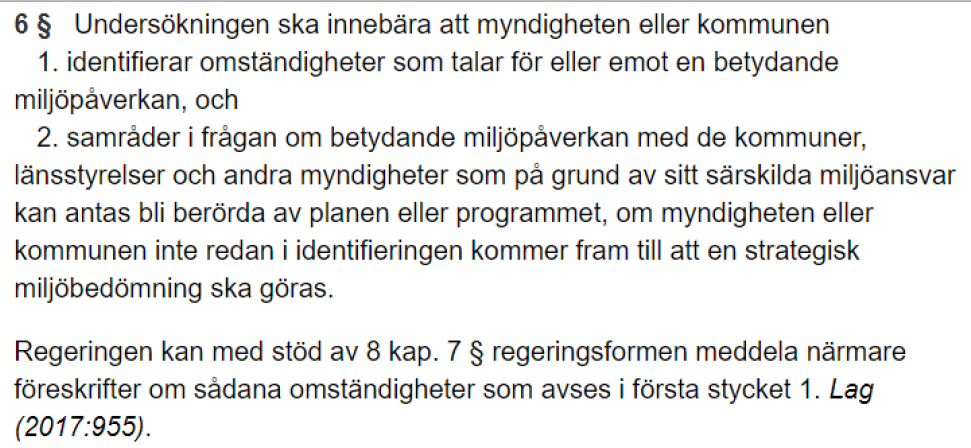 6 § Undersökningen ska innebära att myndigheten eller kommunen
1. identifierar omständigheter som talar för eller emot en betydande
miljöpåverkan, och
2. samråder i frågan om betydande miljöpåverkan med de kommuner,
länsstyrelser och andra myndigheter som på grund av sitt särskilda miljöansvar
kan antas bli berörda av planen eller programmet, om myndigheten eller
kommunen inte redan i identifieringen kommer fram till att en strategisk
miljöbedömning ska göras.
Regeringen kan med stöd av 8 kap. 7 § regeringsformen meddela närmare
föreskrifter om sådana omständigheter som avses i första stycket 1. Lag
(2017:955).